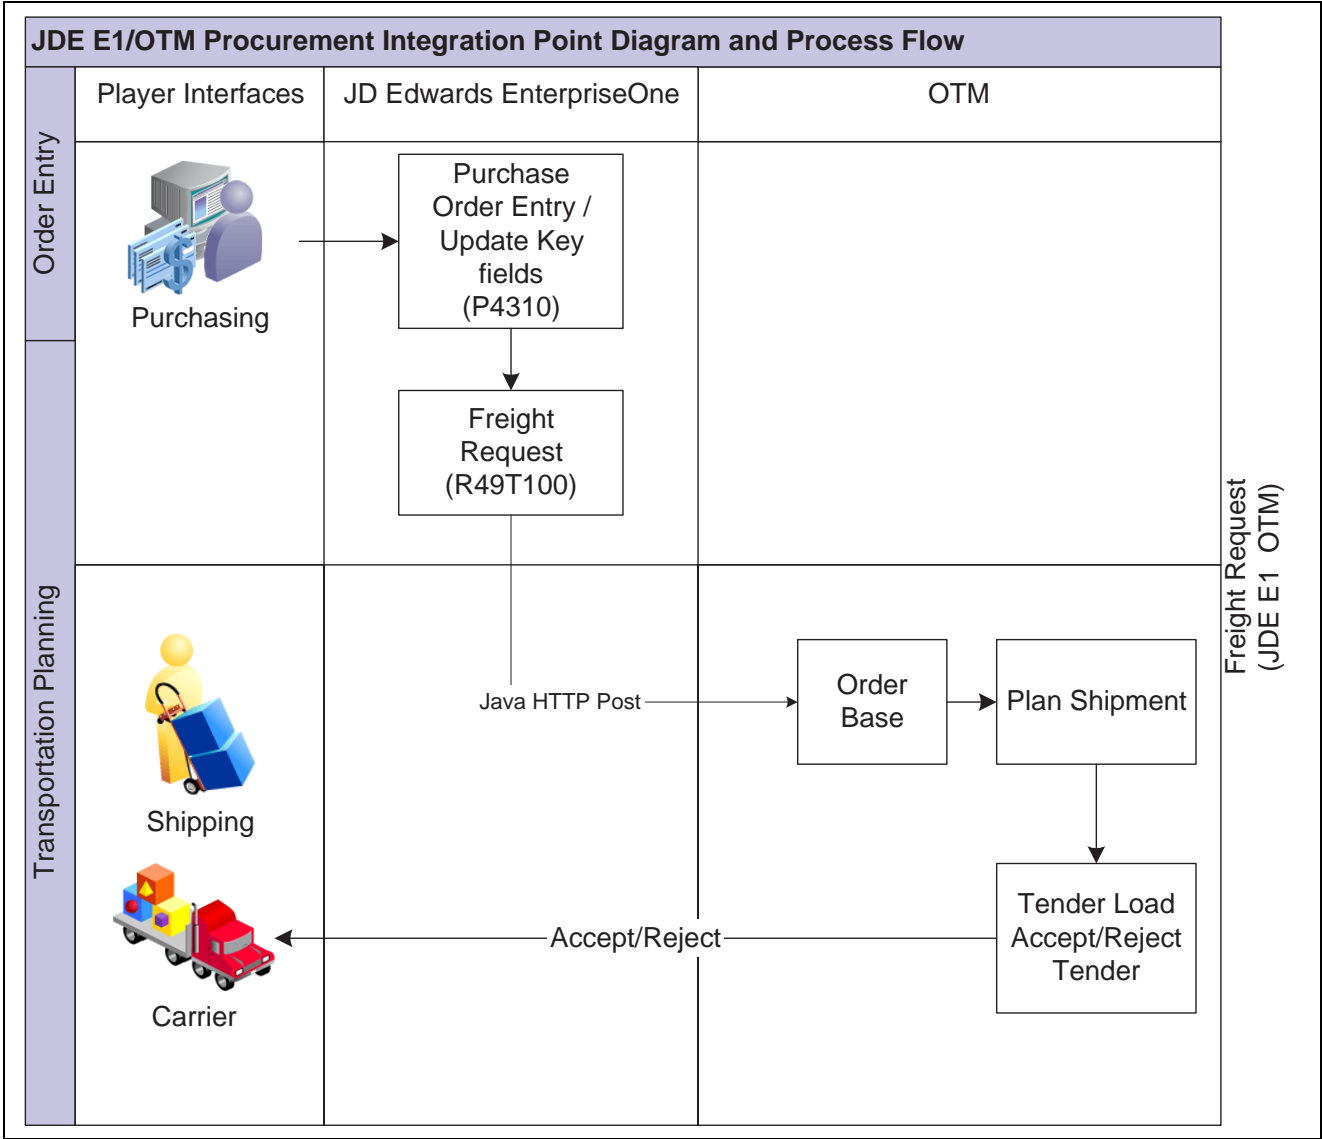 JDE E1/OTM Procurement Integration Point Diagram and Process Flow
Player Interfaces
JD Edwards EnterpriseOne
OTM
Order Entry
Purchasing
Purchase
Order Entry /
Update Key
fields
(P4310)
Freight
Request
(R49T100)
Transportation Planning
Shipping
Java HTTP Post
Order
Base
Plan Shipment
Tender Load
Accept/Reject
Tender
Accept/Reject
Carrier
Freight Request
(JDE E1 OTM)